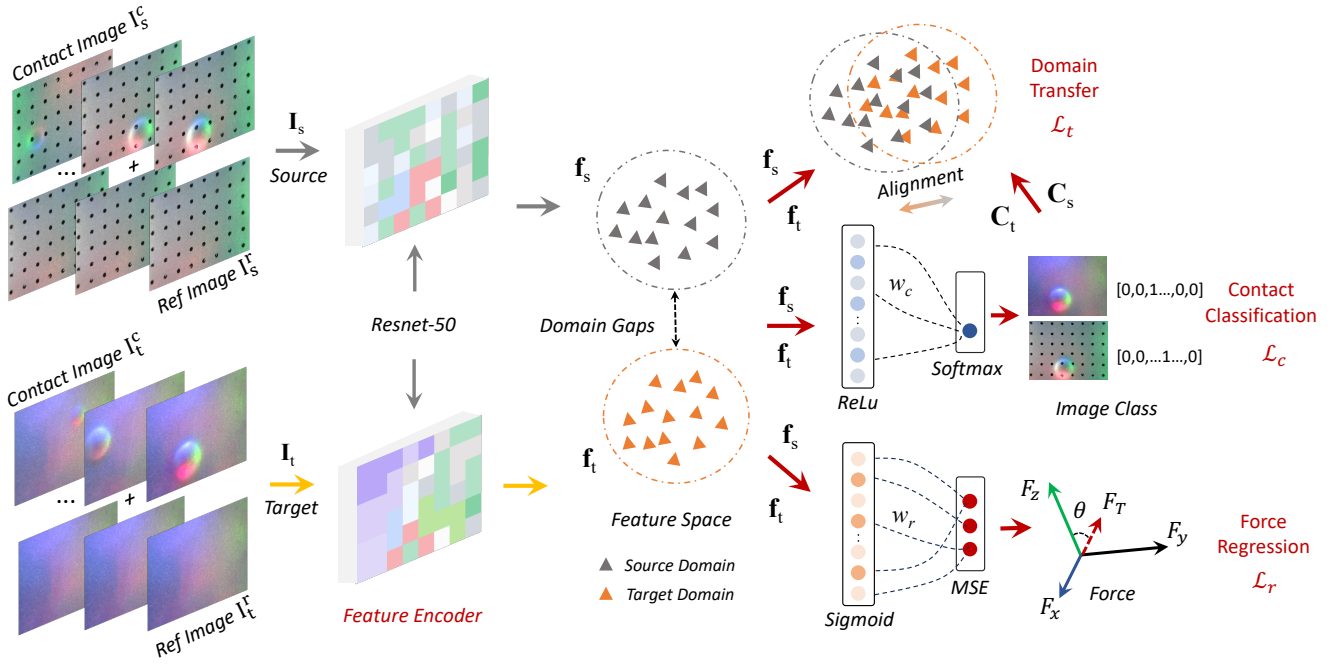 Contact Image I_s^c
...
+
Ref Image I_s^r
I_s
Source
Resnet-50
Contact Image I_t^c
...
+
Ref Image I_t^r
I_t
Target
Feature Encoder
f_s
Domain Gaps
f_t
Feature Space
Source Domain
Target Domain
f_s
f_t
Alignment
C_s
C_t
Domain
Transfer
ℒ_t
f_s
f_t
w_c
ReLu
Softmax
[0,0,1...,0,0]
[0,0,...1...,0]
Image Class
Contact
Classification
ℒ_c
f_s
f_t
w_r
Sigmoid
MSE
F_z
θ
F_T
F_y
F_x
Force
Force
Regression
ℒ_r